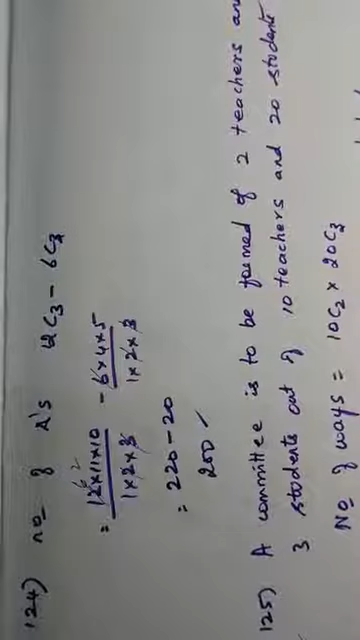 124) no of Δ's 12C3 - 6C3
= 12×11×10 / 1×2×3 - 6×4×5 / 1×2×3
= 220-20
200 ✓
125) A committee is to be formed of 2 teachers and
3 students out of 10 teachers and 20 students
No of ways = 10C2 × 20C3